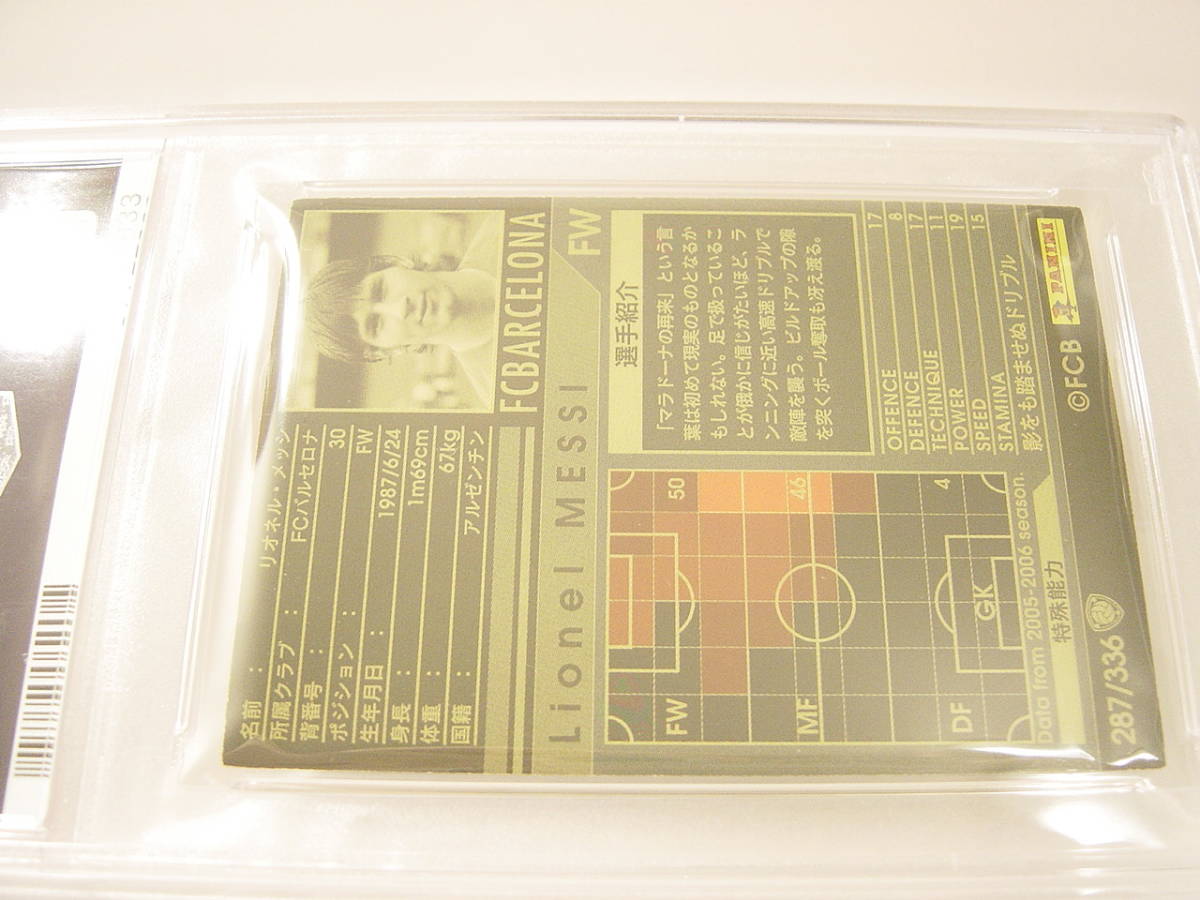 名前 : リオネル・メッシ
所属クラブ : FCバルセロナ
背番号 : 30
ポジション : FW
生年月日 : 1987/6/24
身長 : 1m69cm
体重 : 67kg
国籍 : アルゼンチン
FCBARCELONA
Lionel MESSI
FW
選手紹介
「マラドーナの再来」という言
葉は初めて現実のものとなるか
もしれない。足で扱っているこ
とが俄かに信じがたいほど、ラ
ンニングに近い高速ドリブルで
敵陣を襲う。ビルドアップの隙
を突くボール奪取も冴え渡る。
OFFENCE 17
DEFENCE 8
TECHNIQUE 17
POWER 11
SPEED 19
STAMINA 15
FW 50
MF 46
DF 4
GK
Data from 2005-2006 season.
特殊能力
影をも踏ませぬドリブル
287/336
©FCB
PANINI